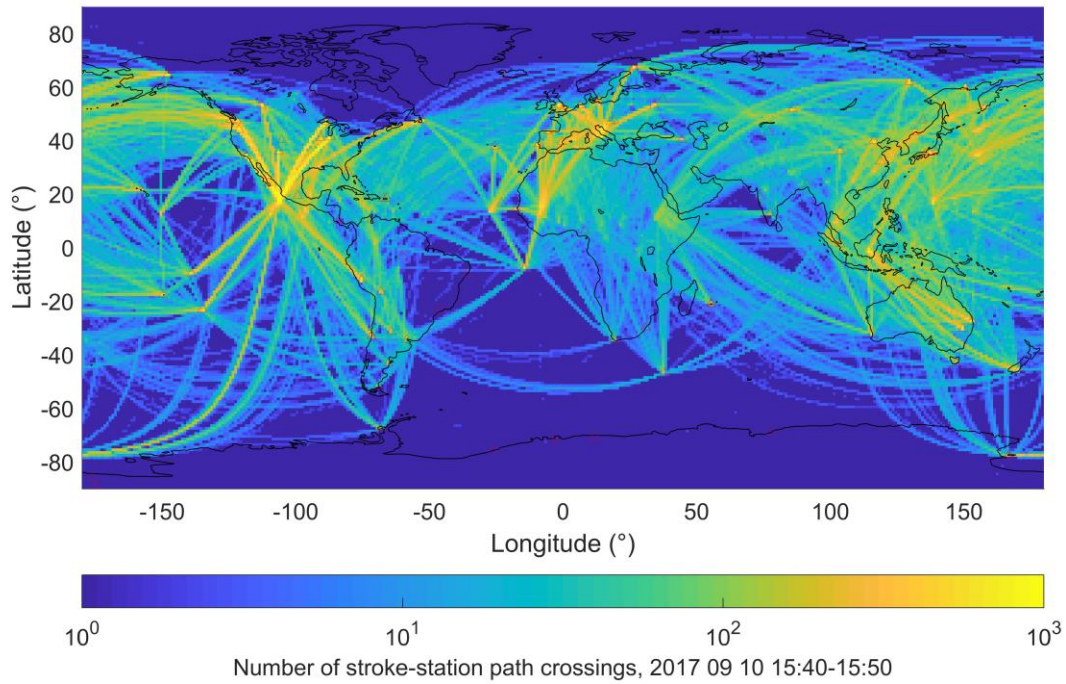 80
60
40
20
0
-20
-40
-60
-80
Latitude (°)
-150 -100 -50 0 50 100 150
Longitude (°)
10^0 10^1 10^2 10^3
Number of stroke-station path crossings, 2017 09 10 15:40-15:50